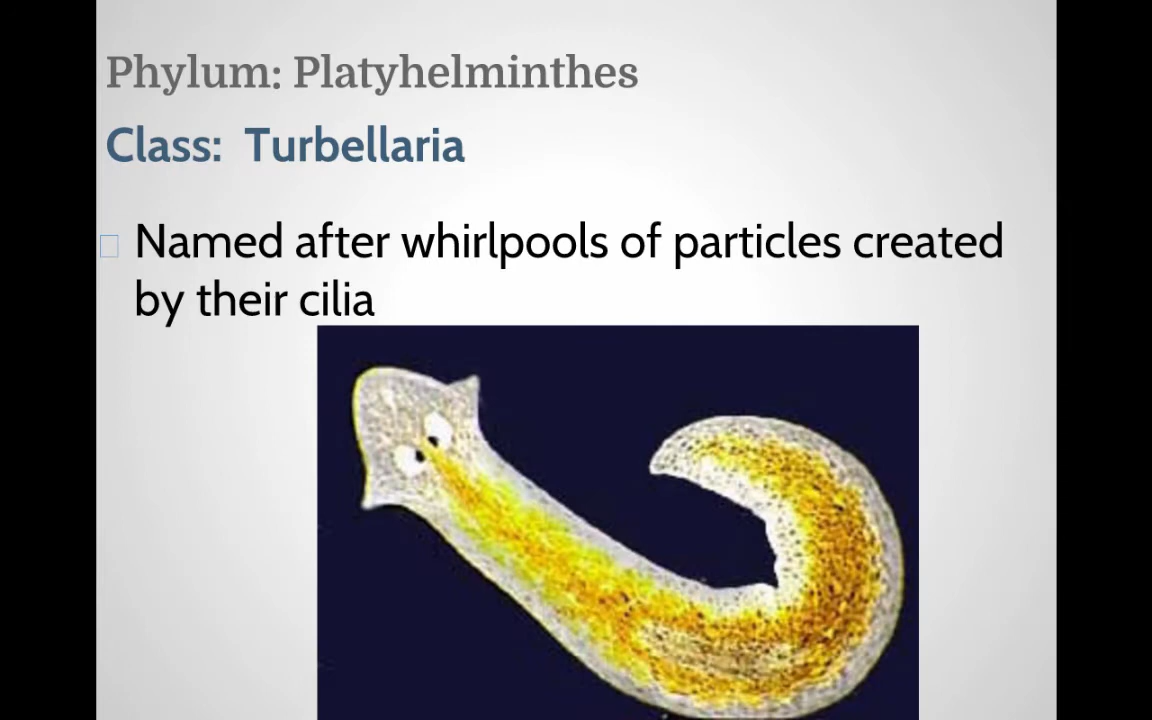 Phylum: Platyhelminthes
Class: Turbellaria
Named after whirlpools of particles created
by their cilia